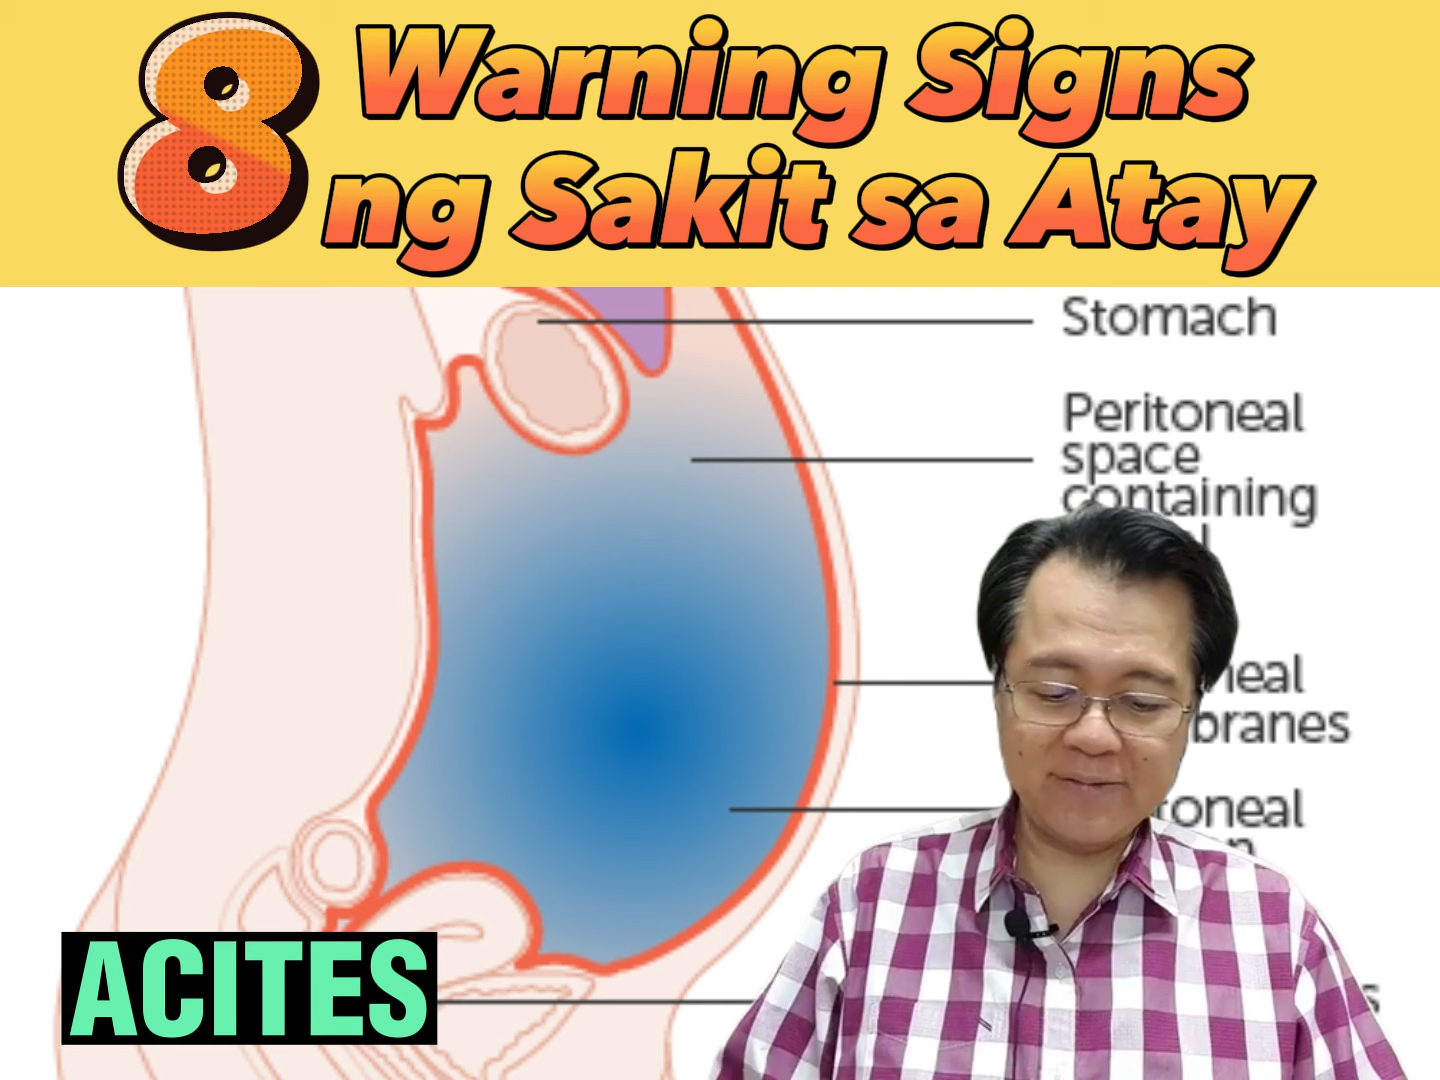 8 Warning Signs
ng Sakit sa Atay
Stomach
Peritoneal
space
containing
ACITES